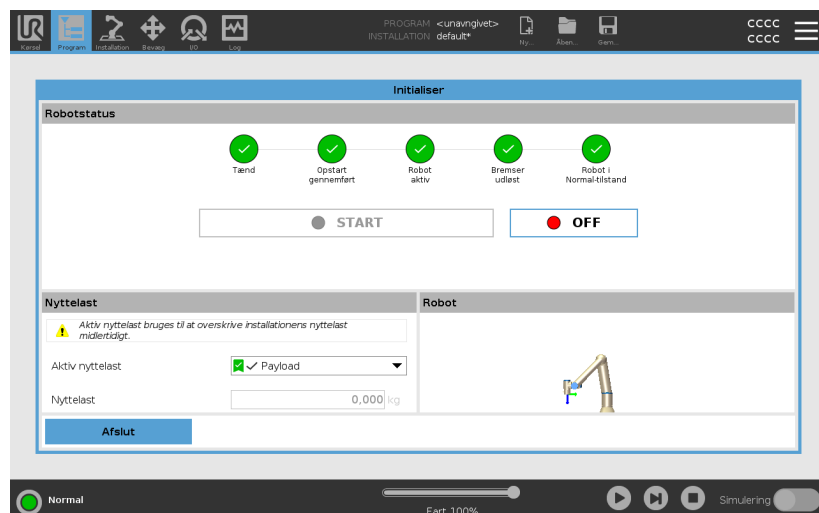 UR
PROGRAM <unavngivet>
INSTALLATION default*
CCCC
CCCC
Kørsel Program Installation Bevæg I/O Log Ny... Åben... Gem...
Initialiser
Robotstatus
Tænd
Opstart
gennemført
Robot
aktiv
Bremser
udløst
Robot i
Normal-tilstand
START
OFF
Nyttelast
Robot
Aktiv nyttelast bruges til at overskrive installationens nyttelast
midlertidigt.
Aktiv nyttelast
Payload
Nyttelast
0,000 kg
Afslut
Normal
Fart 100%
Simulering